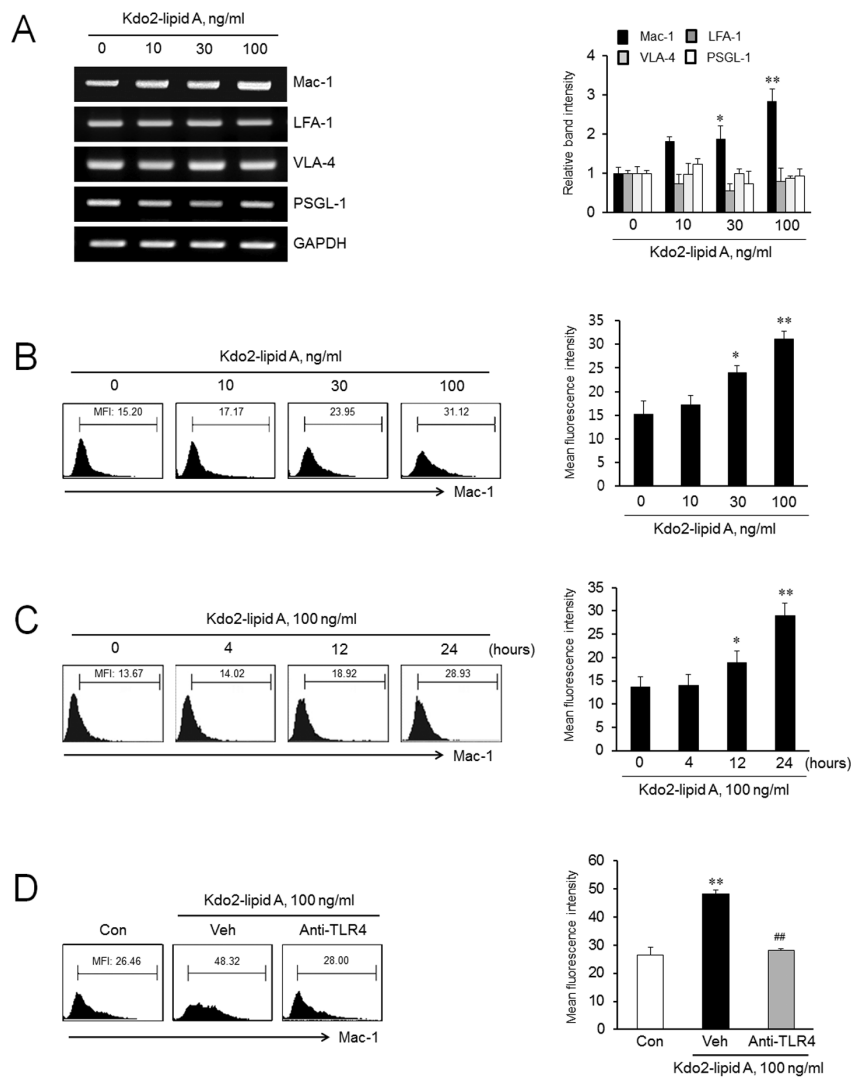 A
Kdo2-lipid A, ng/ml
0 10 30 100
Mac-1
LFA-1
VLA-4
PSGL-1
GAPDH
Mac-1 LFA-1
VLA-4 PSGL-1
Relative band intensity
4
3
2
1
0
*
**
0 10 30 100
Kdo2-lipid A, ng/ml
B
Kdo2-lipid A, ng/ml
0 10 30 100
MFI: 15.20 17.17 23.95 31.12
Mac-1
Mean fluorescence intensity
35
30
25
20
15
10
5
0
*
**
0 10 30 100
Kdo2-lipid A, ng/ml
C
Kdo2-lipid A, 100 ng/ml
0 4 12 24 (hours)
MFI: 13.67 14.02 18.92 28.93
Mac-1
Mean fluorescence intensity
35
30
25
20
15
10
5
0
*
**
0 4 12 24 (hours)
Kdo2-lipid A, 100 ng/ml
D
Kdo2-lipid A, 100 ng/ml
Con Veh Anti-TLR4
MFI: 26.46 48.32 28.00
Mac-1
Mean fluorescence intensity
60
50
40
30
20
10
0
**
##
Con Veh Anti-TLR4
Kdo2-lipid A, 100 ng/ml